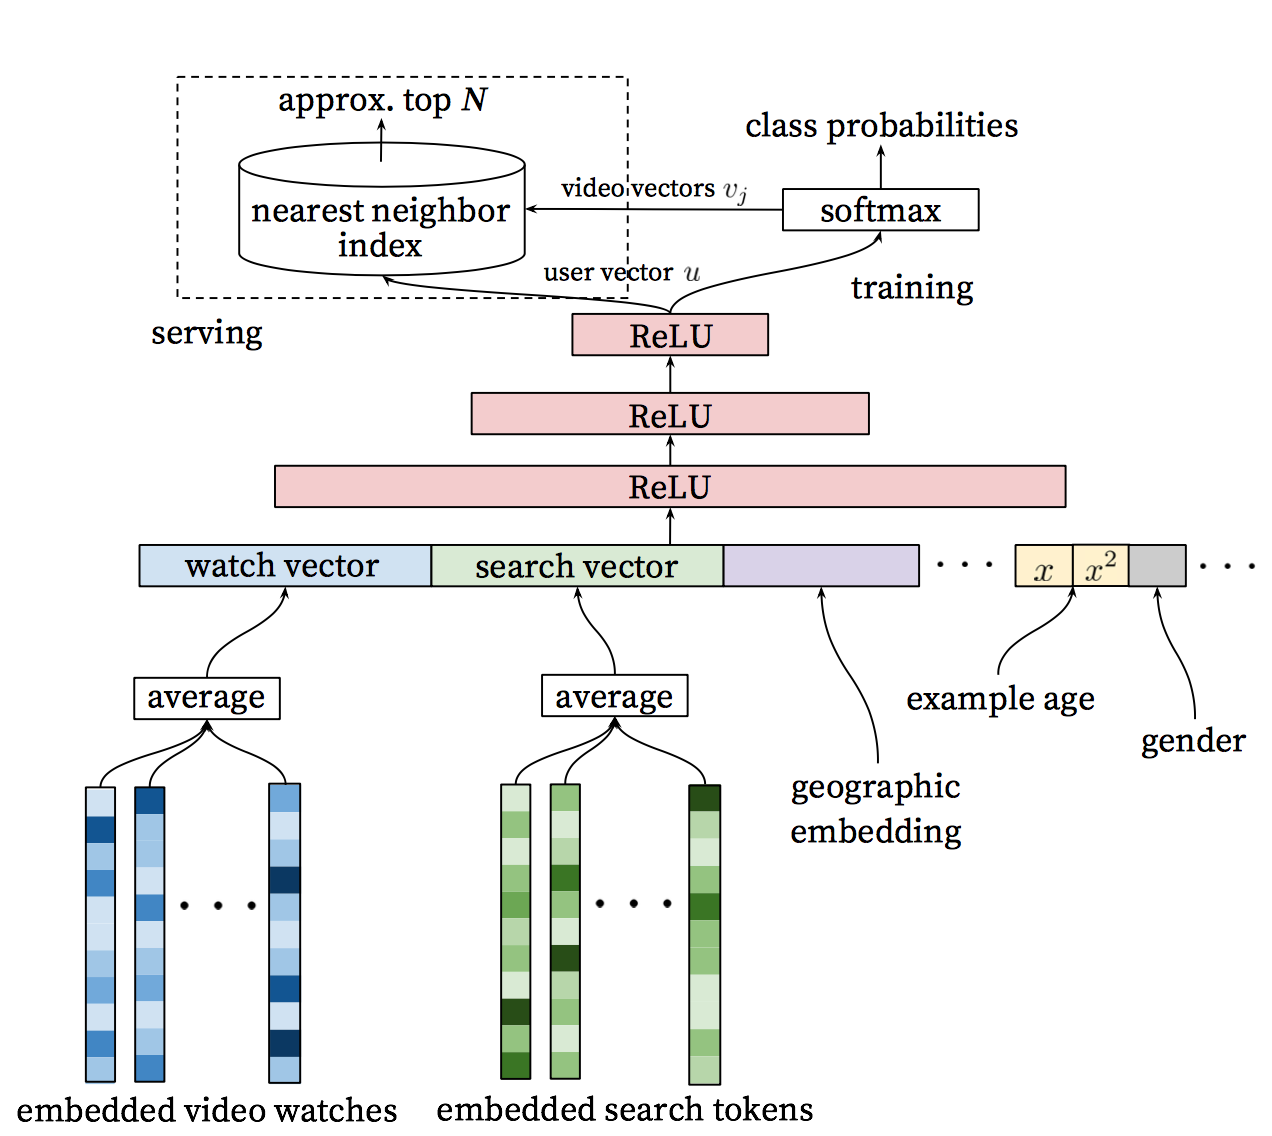 approx. top N
class probabilities
video vectors v_j
nearest neighbor
index
softmax
user vector u
training
serving
ReLU
ReLU
ReLU
watch vector
search vector
. . .
x
x²
. . .
average
average
example age
gender
geographic
embedding
. . .
. . .
embedded video watches
embedded search tokens